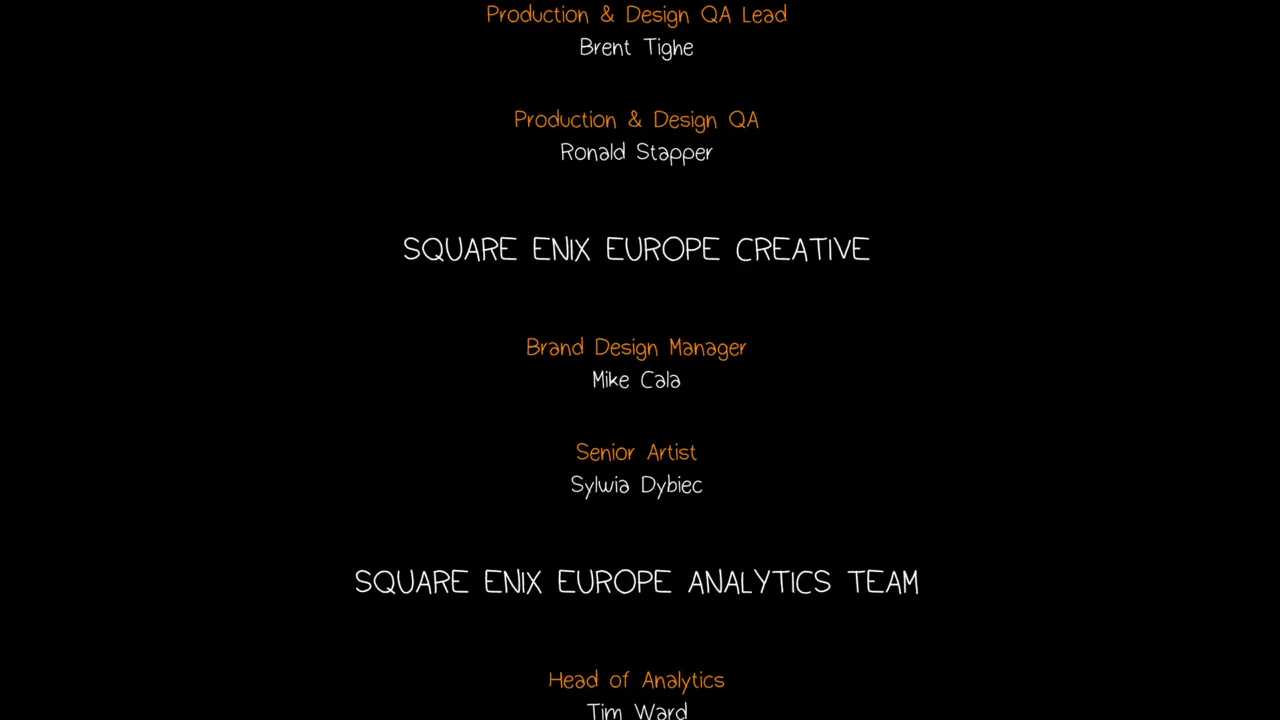 Production & Design QA Lead
Brent Tighe
Production & Design QA
Ronald Stapper
SQUARE ENIX EUROPE CREATIVE
Brand Design Manager
Mike Cala
Senior Artist
Sylwia Dybiec
SQUARE ENIX EUROPE ANALYTICS TEAM
Head of Analytics
Tim Ward